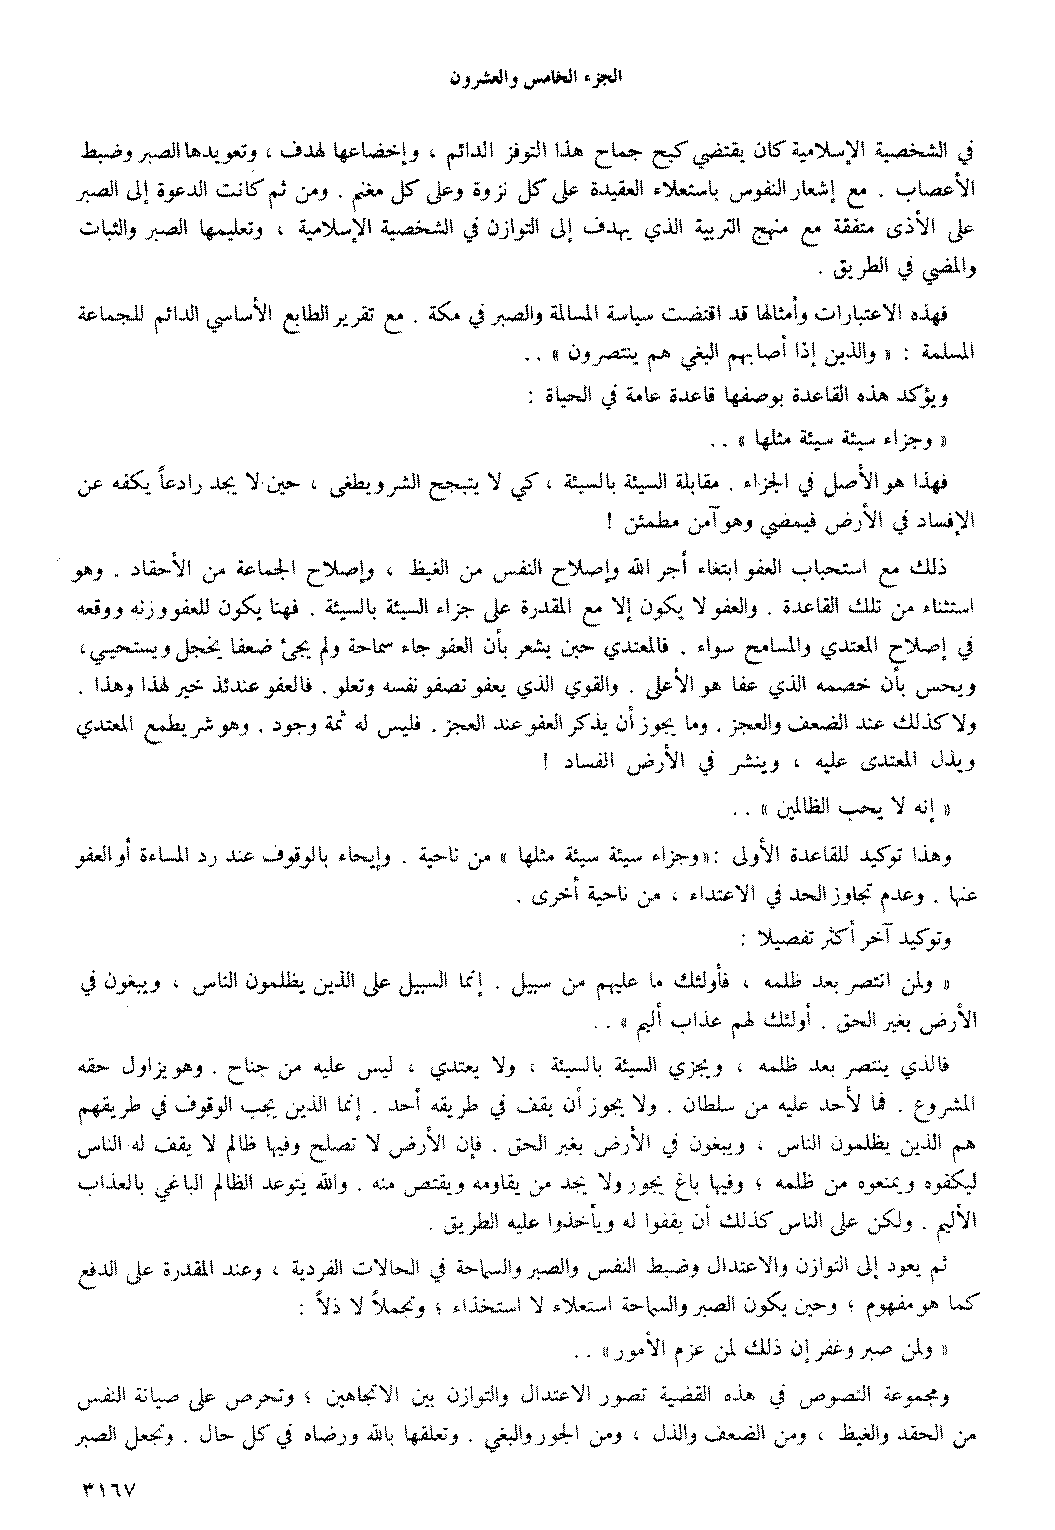 الجزء الخامس والعشرون
في الشخصية الإسلامية كان يقتضي كبح جماح هذا التوفز الدائم ، وإخضاعها لهدف ، وتعويدها الصبر وضبط
الأعصاب . مع إشعار النفوس باستعلاء العقيدة على كل نزوة وعلى كل مغنم . ومن ثم كانت الدعوة إلى الصبر
على الأذى متفقة مع منهج التربية الذي يهدف إلى التوازن في الشخصية الإسلامية ، وتعليمها الصبر والثبات
والمضي في الطريق .
فهذه الاعتبارات وأمثالها قد اقتضت سياسة المسالمة والصبر في مكة . مع تقرير الطابع الأساسي الدائم للجماعة
المسلمة : « والذين إذا أصابهم البغي هم ينتصرون » ..
ويؤكد هذه القاعدة بوصفها قاعدة عامة في الحياة :
« وجزاء سيئة سيئة مثلها » ..
فهذا هو الأصل في الجزاء . مقابلة السيئة بالسيئة ، كي لا يتبجح الشر ويطغى ، حين لا يجد رادعاً يكفه عن
الإفساد في الأرض فيمضي وهو آمن مطمئن !
ذلك مع استحباب العفو ابتغاء أجر الله وإصلاح النفس من الغيظ ، وإصلاح الجماعة من الأحقاد . وهو
استثناء من تلك القاعدة . والعفو لا يكون إلا مع المقدرة على جزاء السيئة بالسيئة . فهنا يكون للعفو وزنه ووقعه
في إصلاح المعتدي والمسامح سواء . فالمعتدي حين يشعر بأن العفو جاء سماحة ولم يجئ ضعفا يخجل ويستحيي ،
ويحس بأن خصمه الذي عفا هو الأعلى . والقوي الذي يعفو تصفو نفسه وتعلو . فالعفو عندئذ خير لهذا وهذا .
ولا كذلك عند الضعف والعجز . وما يجوز أن يذكر العفو عند العجز . فليس له ثمة وجود . وهو شر يطمع المعتدي
ويذل المعتدى عليه ، وينشر في الأرض الفساد !
« إنه لا يحب الظالمين » ..
وهذا توكيد للقاعدة الأولى :« وجزاء سيئة سيئة مثلها » من ناحية . وإيحاء بالوقوف عند رد المساءة أو العفو
عنها . وعدم تجاوز الحد في الاعتداء ، من ناحية أخرى .
وتوكيد آخر أكثر تفصيلا :
« ولمن انتصر بعد ظلمه ، فأولئك ما عليهم من سبيل . إنما السبيل على الذين يظلمون الناس ، ويبغون في
الأرض بغير الحق . أولئك لهم عذاب أليم » ..
فالذي ينتصر بعد ظلمه ، ويجزي السيئة بالسيئة ، ولا يعتدي ، ليس عليه من جناح . وهو يزاول حقه
المشروع . فما لأحد عليه من سلطان . ولا يجوز أن يقف في طريقه أحد . إنما الذين يجب الوقوف في طريقهم
هم الذين يظلمون الناس ، ويبغون في الأرض بغير الحق . فإن الأرض لا تصلح وفيها ظالم لا يقف له الناس
ليكفوه ويمنعوه من ظلمه ؛ وفيها باغ يجور ولا يجد من يقاومه ويقتص منه . والله يتوعد الظالم الباغي بالعذاب
الأليم . ولكن على الناس كذلك أن يقفوا له ويأخذوا عليه الطريق .
ثم يعود إلى التوازن والاعتدال وضبط النفس والصبر والسماحة في الحالات الفردية ، وعند المقدرة على الدفع
كما هو مفهوم ؛ وحين يكون الصبر والسماحة استعلاء لا استخذاء ؛ وتجملاً لا ذلاً :
« ولمن صبر وغفر إن ذلك لمن عزم الأمور» ..
ومجموعة النصوص في هذه القضية تصور الاعتدال والتوازن بين الاتجاهين ؛ وتحرص على صيانة النفس
من الحقد والغيظ ، ومن الضعف والذل ، ومن الجور والبغي . وتعلقها بالله ورضاه في كل حال . وتجعل الصبر
٣١٦٧